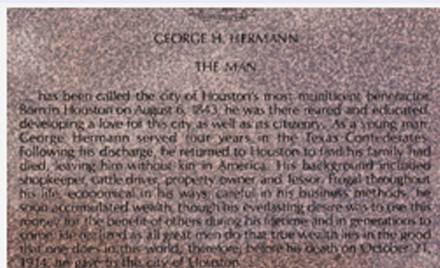 GEORGE H. HERMANN
THE MAN
has been called the city of Houston's most munificent benefactor.
Born in Houston on August 6, 1843, he was there reared and educated,
developing a love for this city as well as its citizenry. As a young man,
George Hermann served four years in the Texas Confederates.
Following his discharge, he returned to Houston to find his family had
died, leaving him without kin in America. His background included
shopkeeper, cattle driver, property owner and lessor. Frugal throughout
his life, economical in his ways, careful in his business methods, he
soon accumulated wealth, though his everlasting desire was to use this
money for the benefit of others during his lifetime and in generations to
come. He realized as all great men do that true wealth lies in the good
that one does in this world, therefore, before his death on October 21,
1914, he gave to the city of Houston